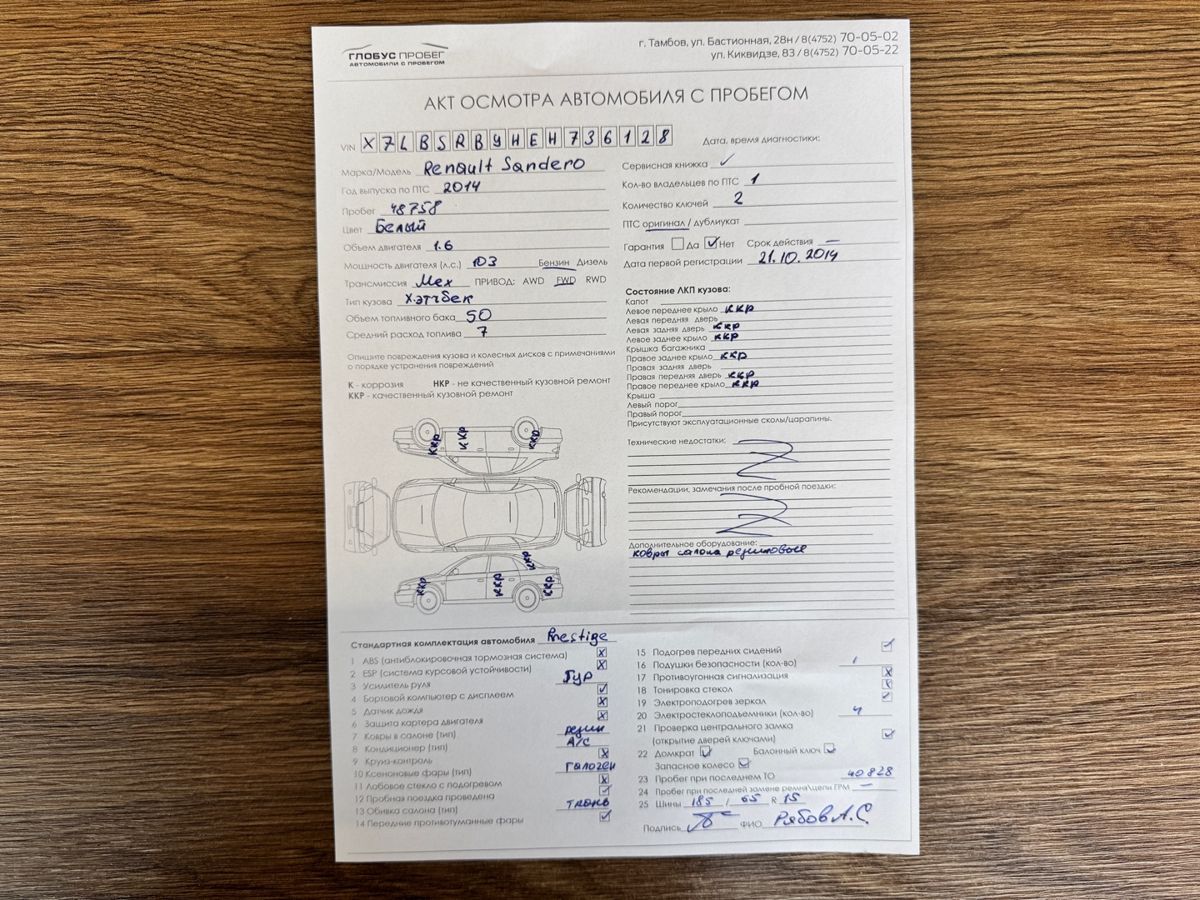 ГЛОБУС ПРОБЕГ
АВТОМОБИЛИ С ПРОБЕГОМ
г. Тамбов, ул. Бастионная, 28н / 8(4752) 70-05-02
ул. Киквидзе, 83 / 8(4752) 70-05-22
АКТ ОСМОТРА АВТОМОБИЛЯ С ПРОБЕГОМ
VIN X7LBSRBYHEH736128
Марка/Модель Renault Sandero
Год выпуска по ПТС 2014
Пробег 48758
Цвет Белый
Объем двигателя 1.6
Мощность двигателя (л.с.) 103 Бензин Дизель
Трансмиссия Мех ПРИВОД: AWD FWD RWD
Тип кузова Хэтчбек
Объем топливного бака 50
Средний расход топлива 7
Опишите повреждения кузова и колесных дисков с примечаниями
о порядке устранения повреждений
К - коррозия НКР - не качественный кузовной ремонт
ККР - качественный кузовной ремонт
ККР ККР ККР
ККР ККР ККР ККР
Дата, время диагностики:
Сервисная книжка ✓
Кол-во владельцев по ПТС 1
Количество ключей 2
ПТС оригинал / дубликат
Гарантия ☐ Да ☑ Нет Срок действия —
Дата первой регистрации 21.10.2014
Состояние ЛКП кузова:
Капот
Левое переднее крыло ККР
Левая передняя дверь
Левая задняя дверь ККР
Левое заднее крыло ККР
Крышка багажника
Правое заднее крыло ККР
Правая задняя дверь
Правая передняя дверь ККР
Правое переднее крыло ККР
Крыша
Левый порог
Правый порог
Присутствуют эксплуатационные сколы/царапины.
Технические недостатки:
Рекомендации, замечания после пробной поездки:
Дополнительное оборудование:
ковры салона резиновые
Стандартная комплектация автомобиля Prestige
1 ABS (антиблокировочная тормозная система) ☒
2 ESP (система курсовой устойчивости) ☒
3 Усилитель руля ГУР
4 Бортовой компьютер с дисплеем ☑
5 Датчик дождя ☒
6 Защита картера двигателя ☒
7 Ковры в салоне (тип) резин
8 Кондиционер (тип) A/C
9 Круиз-контроль ☒
10 Ксеноновые фары (тип) галоген
11 Лобовое стекло с подогревом ☒
12 Пробная поездка проведена ☑
13 Обивка салона (тип) ткань
14 Передние противотуманные фары ☑
15 Подогрев передних сидений ☑
16 Подушки безопасности (кол-во) 1
17 Противоугонная сигнализация ☒
18 Тонировка стекол ☒
19 Электроподогрев зеркал ☑
20 Электростеклоподъемники (кол-во) 4
21 Проверка центрального замка
(открытие дверей ключами) ☑
22 Домкрат ☑ Балонный ключ ☑
Запасное колесо ☑
23 Пробег при последнем ТО 40828
24 Пробег при последней замене ремня/цепи ГРМ —
25 Шины 185 / 65 R 15
Подпись ФИО Рябов А.С.